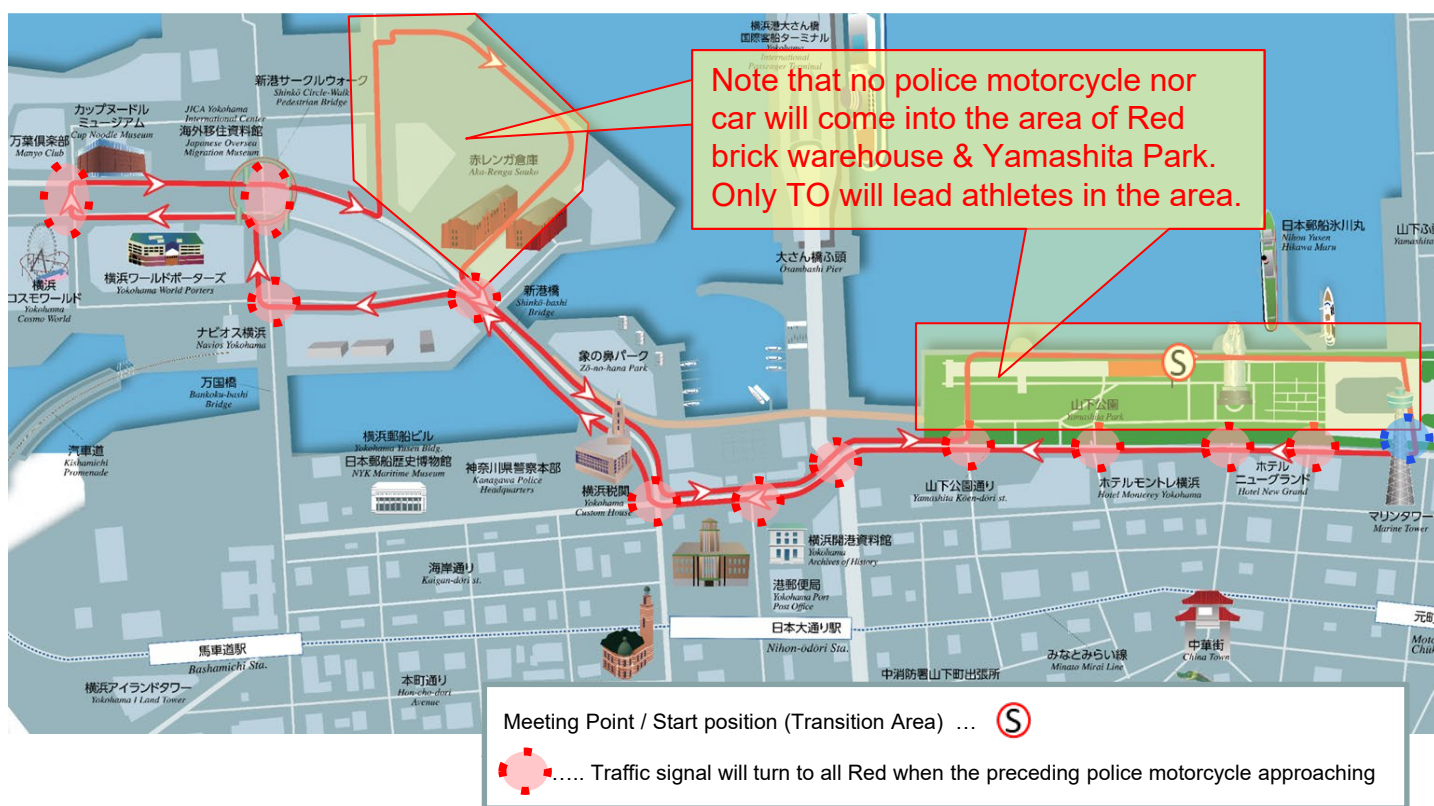 横浜港大さん橋
国際客船ターミナル
Yokohama
International
Passenger Terminal
Note that no police motorcycle nor
car will come into the area of Red
brick warehouse & Yamashita Park.
Only TO will lead athletes in the area.
新港サークルウォーク
Shinkō Circle-Walk
Pedestrian Bridge
カップヌードル
ミュージアム
Cup Noodle Museum
JICA Yokohama
International Center
海外移住資料館
Japanese Oversea
Migration Museum
万葉倶楽部
Manyo Club
赤レンガ倉庫
Aka-Renga Souko
横浜
コスモワールド
Yokohama
Cosmo World
横浜ワールドポーターズ
Yokohama World Porters
新港橋
Shinkō-bashi
Bridge
大さん橋ふ頭
Ōsambashi Pier
日本郵船氷川丸
Nihon Yusen
Hikawa Maru
山下ふ
Yamashita
ナビオス横浜
Navios Yokohama
象の鼻パーク
Zō-no-hana Park
S
山下公園
Yamashita Park
万国橋
Bankoku-bashi
Bridge
汽車道
Kishamichi
Promenade
横浜郵船ビル
Yokohama Yusen Bldg.
日本郵船歴史博物館
NYK Maritime Museum
神奈川県警察本部
Kanagawa Police
Headquarters
横浜税関
Yokohama
Custom House
山下公園通り
Yamashita Kōen-dōri st.
ホテルモントレ横浜
Hotel Monterey Yokohama
ホテル
ニューグランド
Hotel New Grand
マリンタワー
Marine Tower
横浜開港資料館
Yokohama
Archives of History
海岸通り
Kaigan-dōri st.
港郵便局
Yokohama Port
Post Office
馬車道駅
Bashamichi Sta.
日本大通り駅
Nihon-ōdōri Sta.
みなとみらい線
Minato Mirai Line
中華街
China Town
元町
Moto
Chūk
横浜アイランドタワー
Yokohama I Land Tower
本町通り
Hon-cho-dori
Avenue
中消防署山下町出張所
Meeting Point / Start position (Transition Area) … S
….. Traffic signal will turn to all Red when the preceding police motorcycle approaching